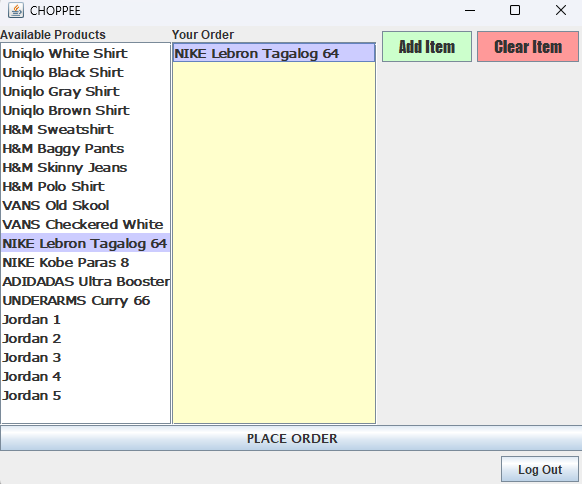 CHOPPEE
Available Products
Your Order
Add Item
Clear Item
Uniqlo White Shirt
Uniqlo Black Shirt
Uniqlo Gray Shirt
Uniqlo Brown Shirt
H&M Sweatshirt
H&M Baggy Pants
H&M Skinny Jeans
H&M Polo Shirt
VANS Old Skool
VANS Checkered White
NIKE Lebron Tagalog 64
NIKE Kobe Paras 8
ADIDADAS Ultra Booster
UNDERARMS Curry 66
Jordan 1
Jordan 2
Jordan 3
Jordan 4
Jordan 5
NIKE Lebron Tagalog 64
PLACE ORDER
Log Out